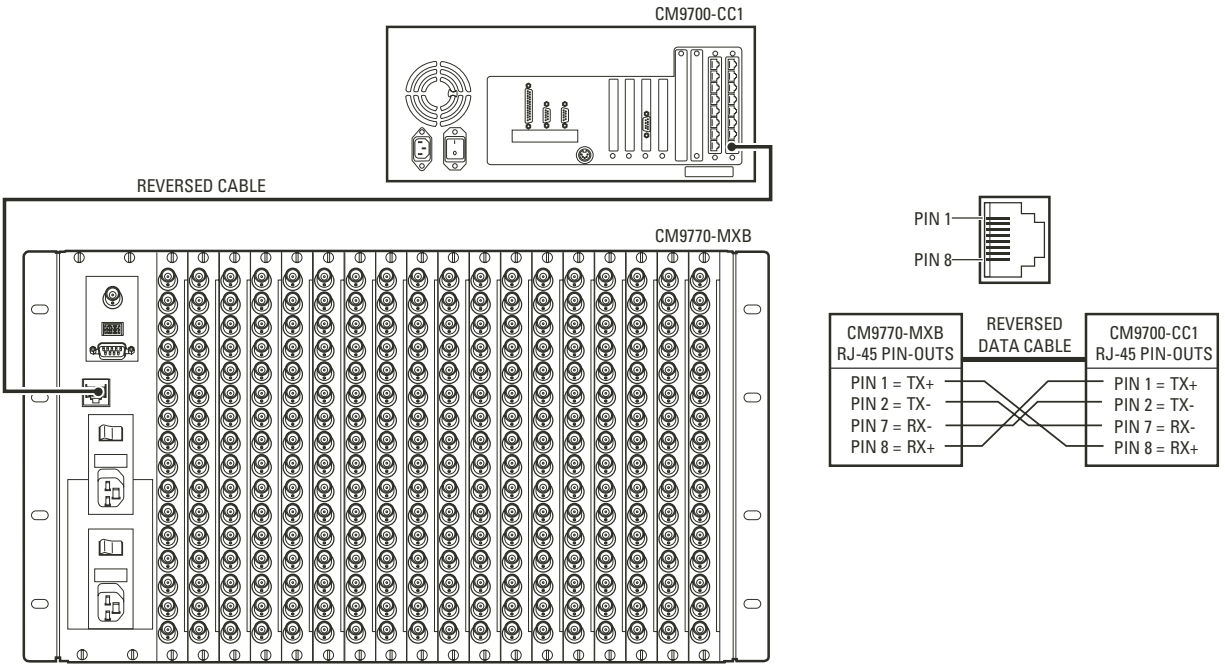 CM9700-CC1
REVERSED CABLE
CM9770-MXB
PIN 1
PIN 8
CM9770-MXB
RJ-45 PIN-OUTS
PIN 1 = TX+
PIN 2 = TX-
PIN 7 = RX-
PIN 8 = RX+
REVERSED
DATA CABLE
CM9700-CC1
RJ-45 PIN-OUTS
PIN 1 = TX+
PIN 2 = TX-
PIN 7 = RX-
PIN 8 = RX+